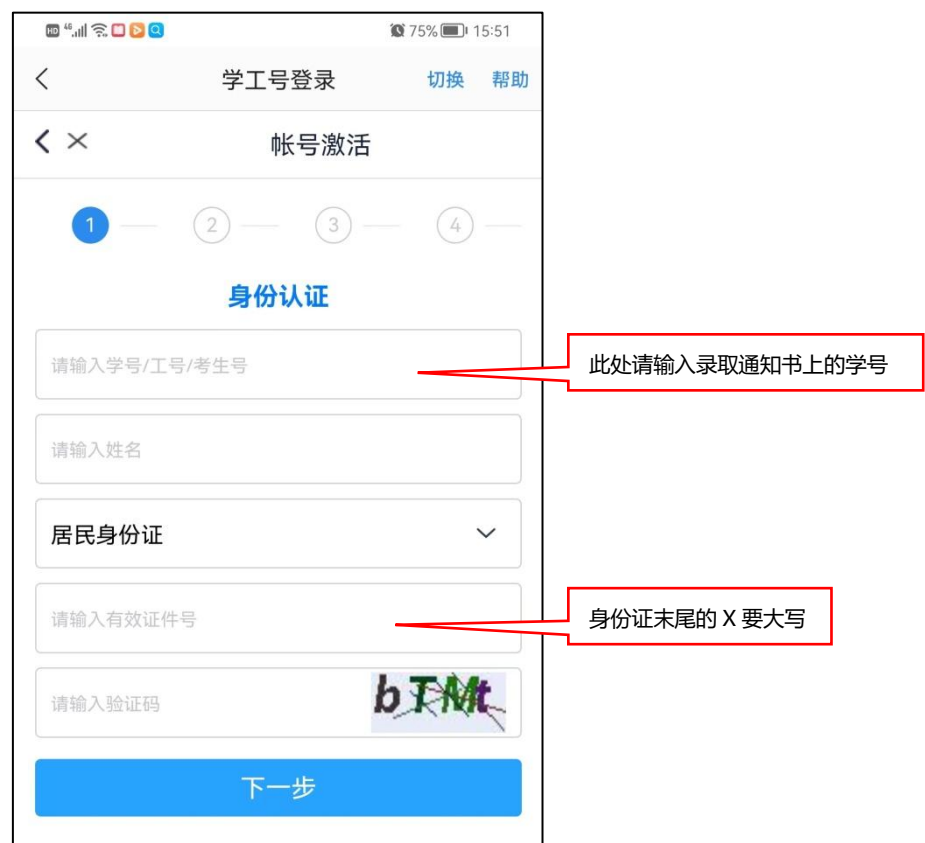 HD 46 75% 15:51
学工号登录 切换 帮助
帐号激活
1 2 3 4
身份认证
请输入学号/工号/考生号
此处请输入录取通知书上的学号
请输入姓名
居民身份证
请输入有效证件号
身份证末尾的 X 要大写
请输入验证码 bTMt
下一步